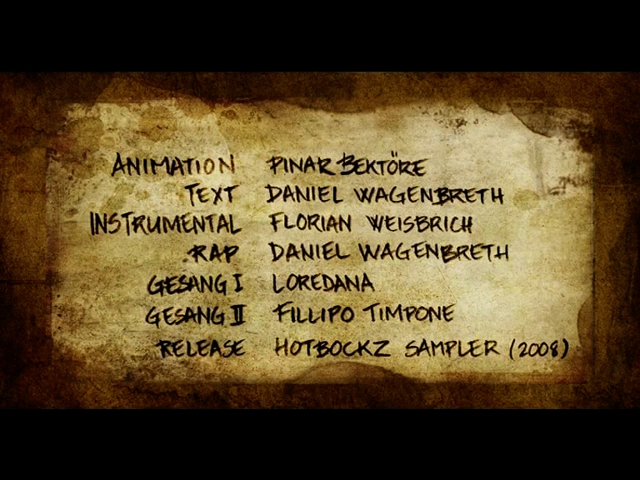 ANIMATION PINAR BEKTÖRE
TEXT DANIEL WAGENBRETH
INSTRUMENTAL FLORIAN WEISBRICH
RAP DANIEL WAGENBRETH
GESANG I LOREDANA
GESANG II FILLIPO TIMPONE
RELEASE HOTBOCKZ SAMPLER (2008)